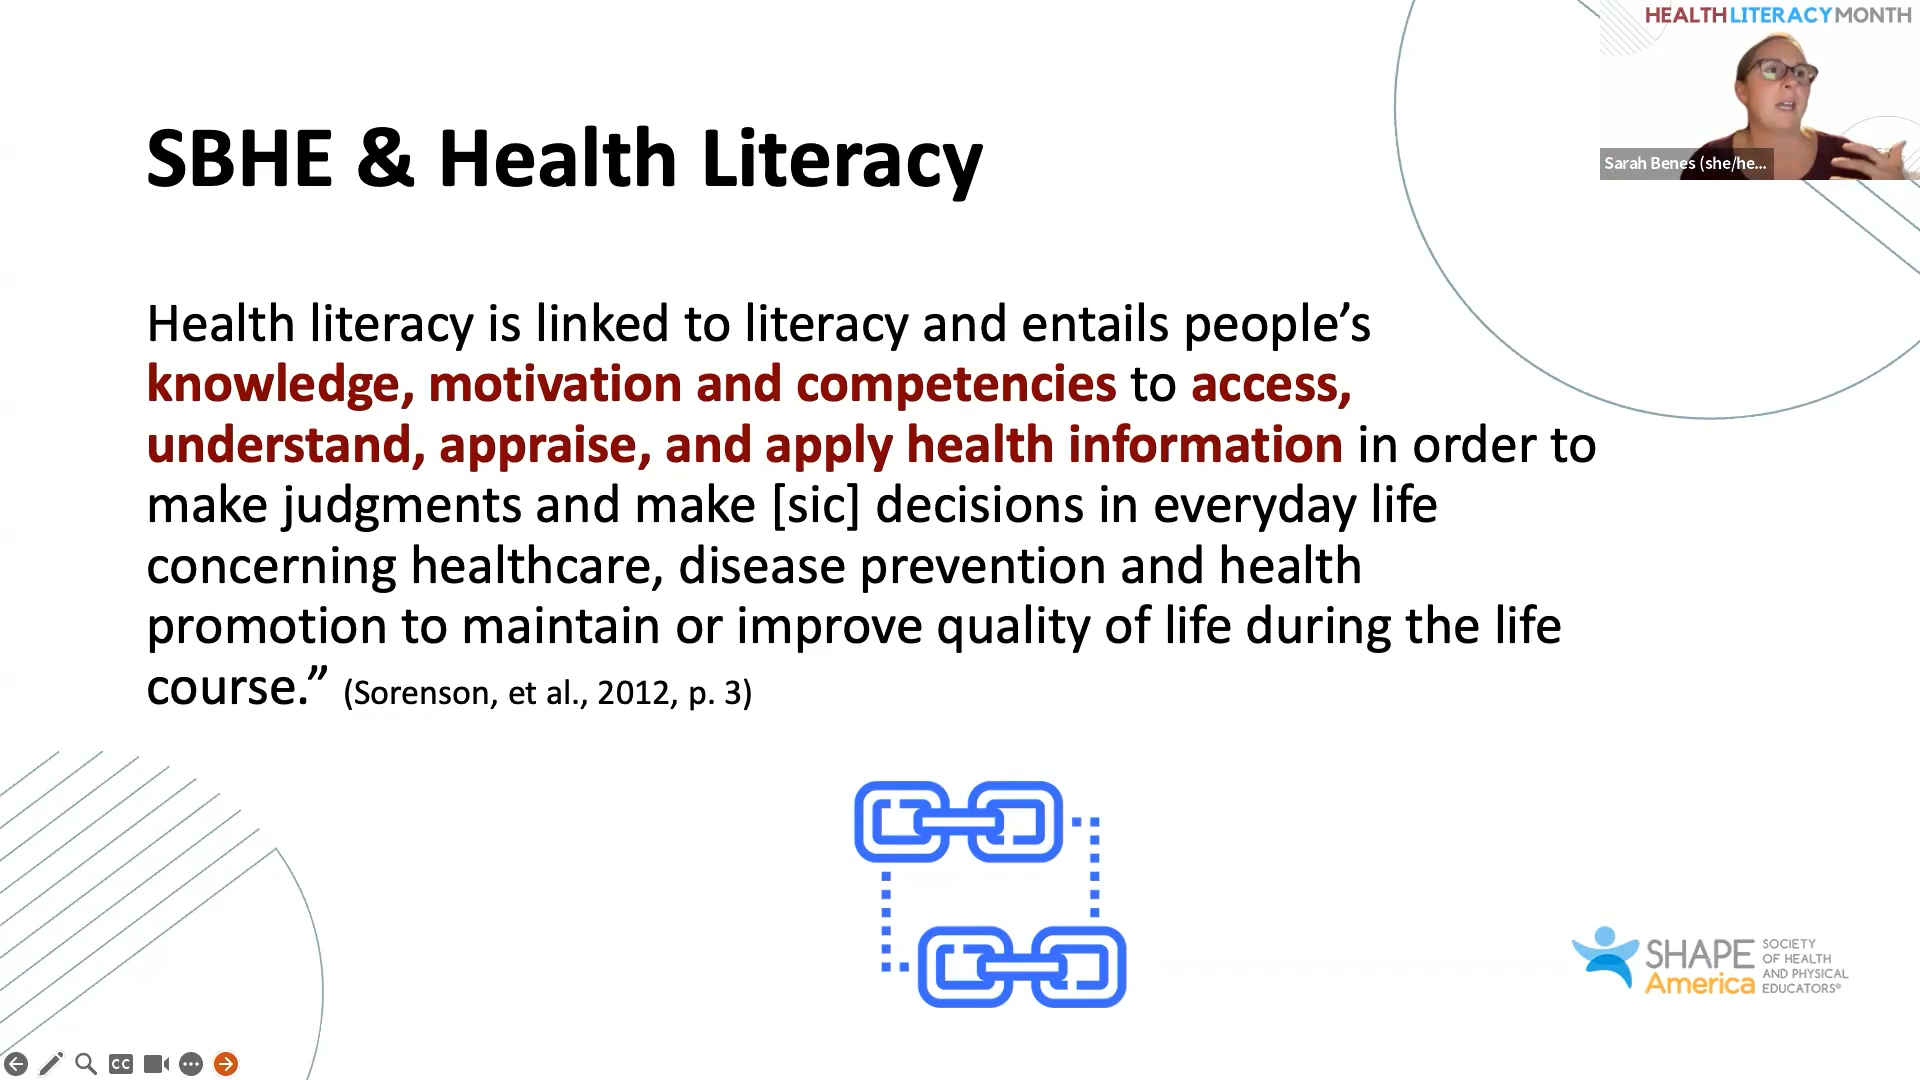 HEALTHLITERACYMONTH
Sarah Benes (she/he...
SBHE & Health Literacy
Health literacy is linked to literacy and entails people’s
knowledge, motivation and competencies to access,
understand, appraise, and apply health information in order to
make judgments and make [sic] decisions in everyday life
concerning healthcare, disease prevention and health
promotion to maintain or improve quality of life during the life
course.” (Sorenson, et al., 2012, p. 3)
SHAPE
America
SOCIETY
OF HEALTH
AND PHYSICAL
EDUCATORS®
CC